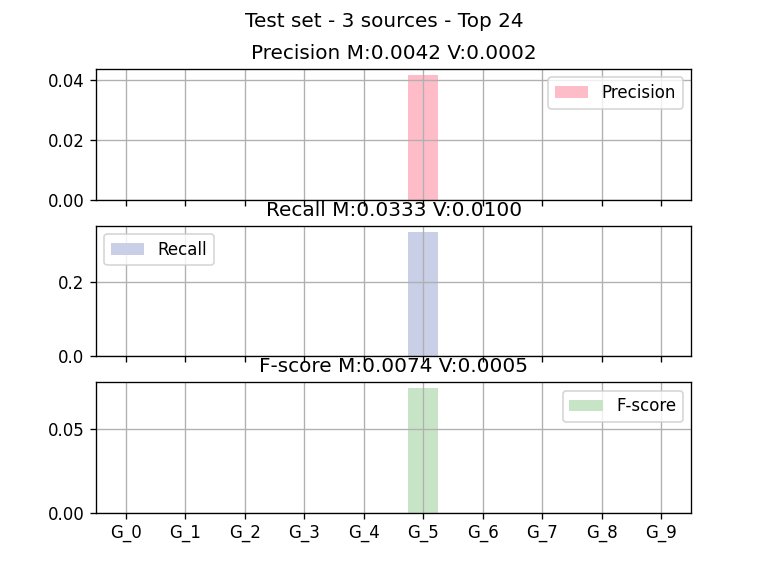 Test set - 3 sources - Top 24
Precision M:0.0042 V:0.0002
0.04
0.02
0.00
Precision
Recall M:0.0333 V:0.0100
0.2
0.0
Recall
F-score M:0.0074 V:0.0005
0.05
0.00
F-score
G_0 G_1 G_2 G_3 G_4 G_5 G_6 G_7 G_8 G_9